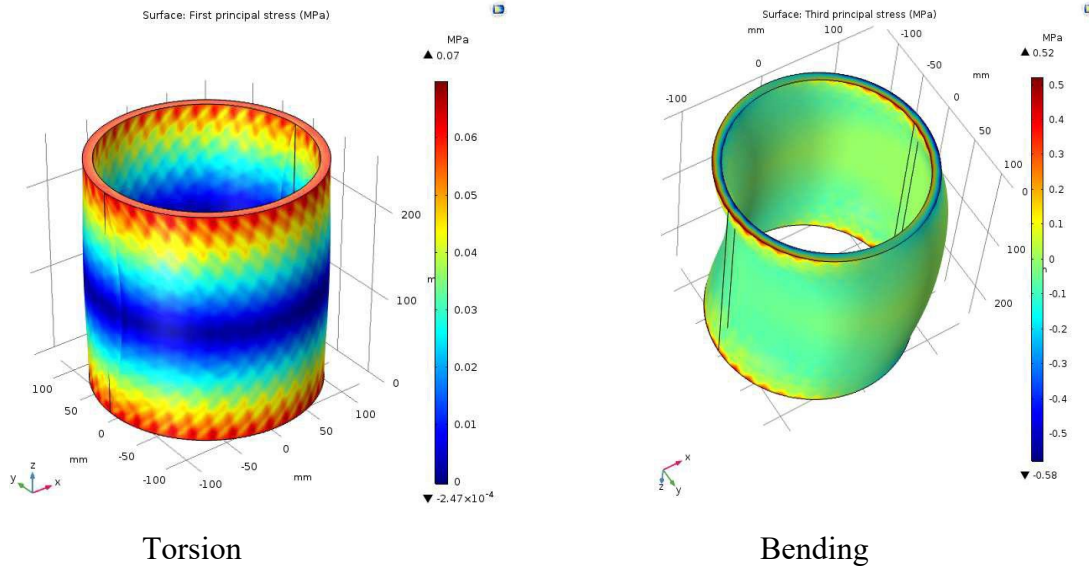 Surface: First principal stress (MPa)
MPa
▲ 0.07
0.06
0.05
0.04
0.03
0.02
0.01
0
▼ -2.47×10⁻⁴
200
100
0
m
100
50
0
-50
-100
mm
-100
-50
0
50
100
mm
z
y
x
Torsion
Surface: Third principal stress (MPa)
mm
100
0
-100
-100
-50
mm
0
50
100
0
100
200
MPa
▲ 0.52
0.5
0.4
0.3
0.2
0.1
0
-0.1
-0.2
-0.3
-0.4
-0.5
▼ -0.58
x
z
y
Bending